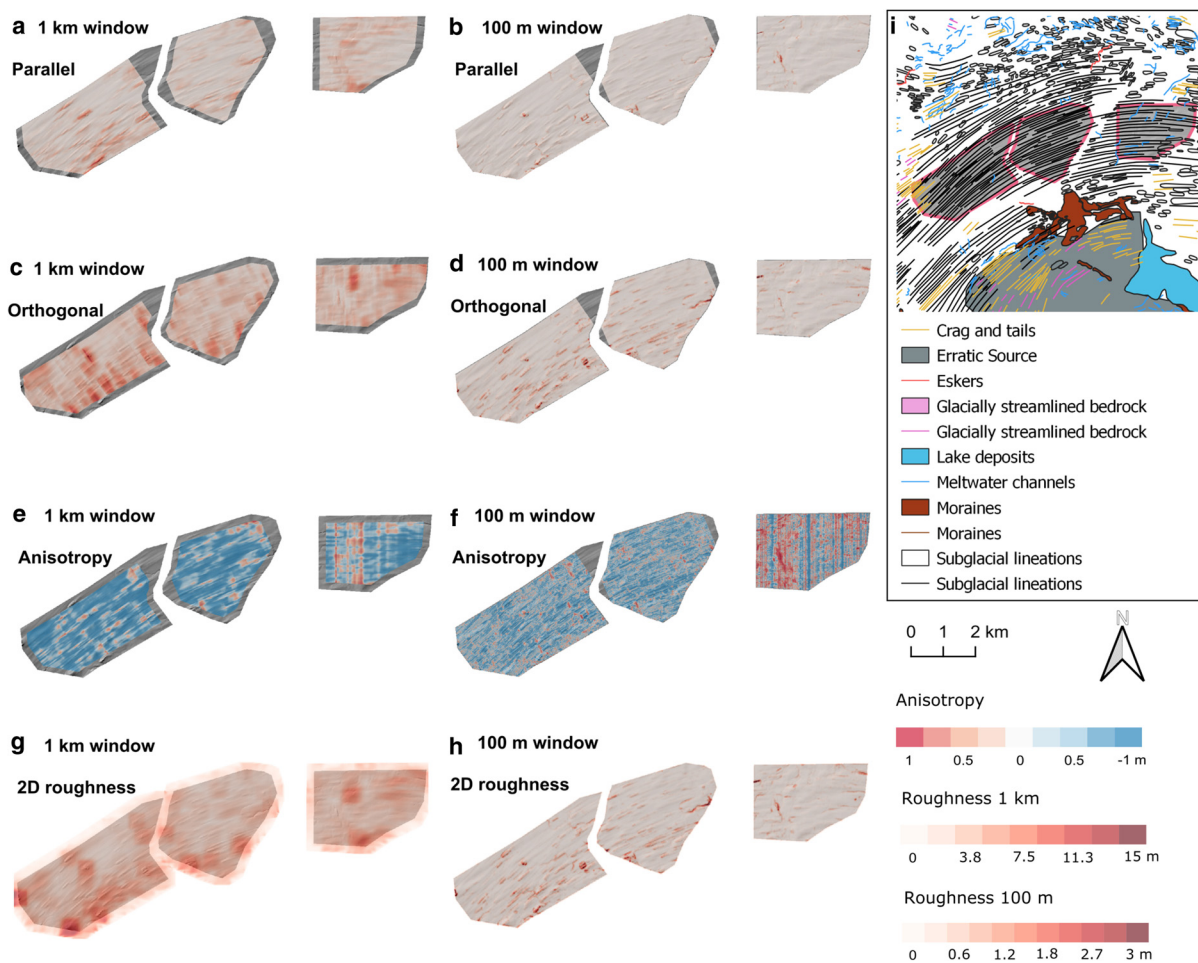 a 1 km window
Parallel
b 100 m window
Parallel
c 1 km window
Orthogonal
d 100 m window
Orthogonal
e 1 km window
Anisotropy
f 100 m window
Anisotropy
g 1 km window
2D roughness
h 100 m window
2D roughness
i
Crag and tails
Erratic Source
Eskers
Glacially streamlined bedrock
Glacially streamlined bedrock
Lake deposits
Meltwater channels
Moraines
Moraines
Subglacial lineations
Subglacial lineations
0 1 2 km
N
Anisotropy
1 0.5 0 0.5 -1 m
Roughness 1 km
0 3.8 7.5 11.3 15 m
Roughness 100 m
0 0.6 1.2 1.8 2.7 3 m